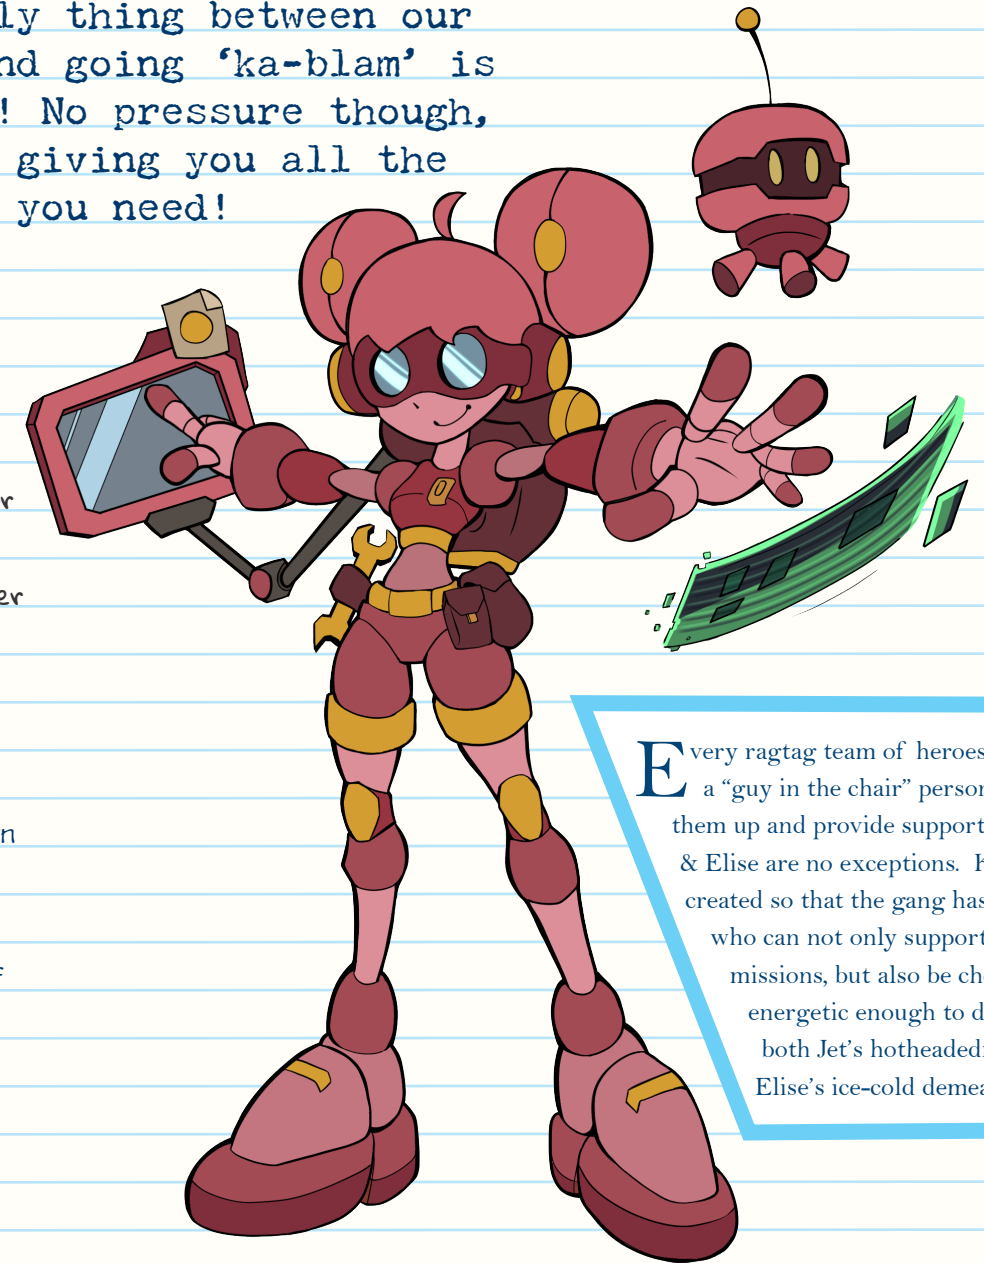 ly thing between our
nd going ‘ka-blam’ is
! No pressure though,
giving you all the
you need!
r
er
n
Every ragtag team of heroes
a “guy in the chair” person
them up and provide support
& Elise are no exceptions. K
created so that the gang has
who can not only support
missions, but also be che
energetic enough to d
both Jet’s hotheaded
Elise’s ice-cold demea